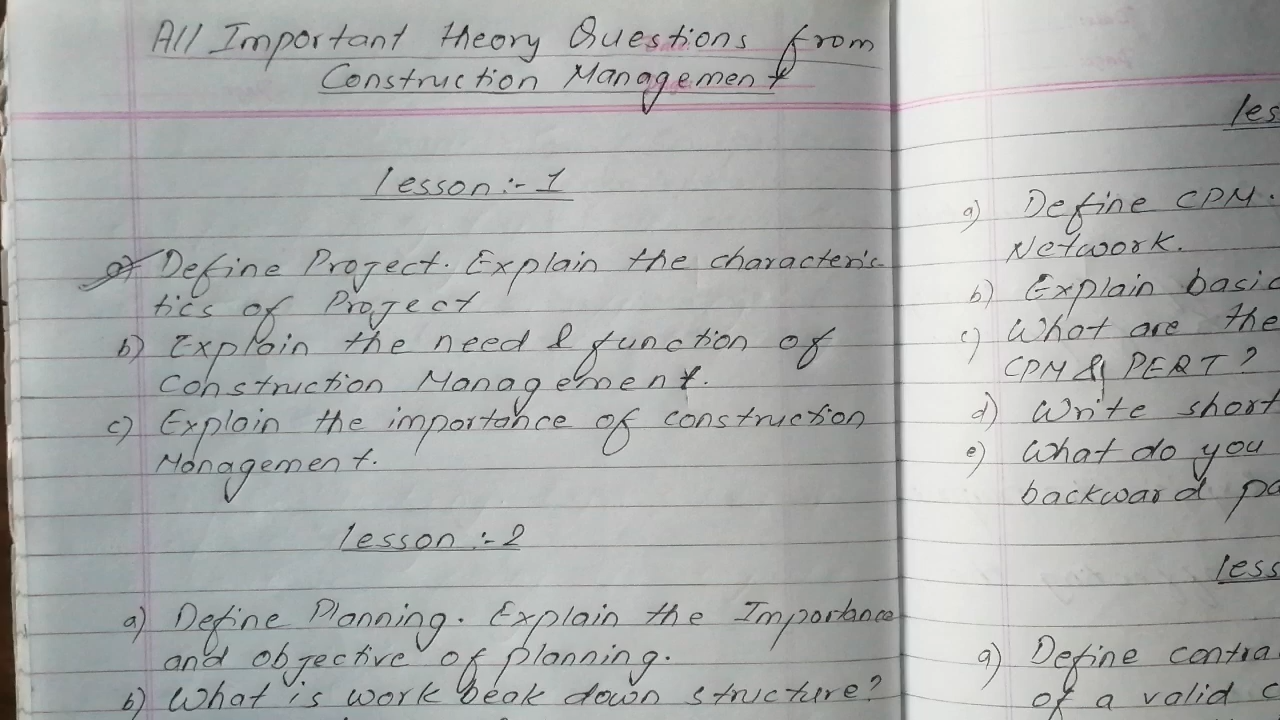 All Important theory Questions from
Construction Management
lesson :- 1
a) Define Project. Explain the characteris-
tics of Project
b) Explain the need & function of
Construction Management.
c) Explain the importance of construction
Management.
lesson :- 2
a) Define Planning. Explain the Importance
and objective of planning.
b) What is work beak down structure?
les
a) Define CPM.
Network.
b) Explain basic
c) What are the
CPM & PERT?
d) Write short
e) What do you
backward pa
less
a) Define contra
of a valid c